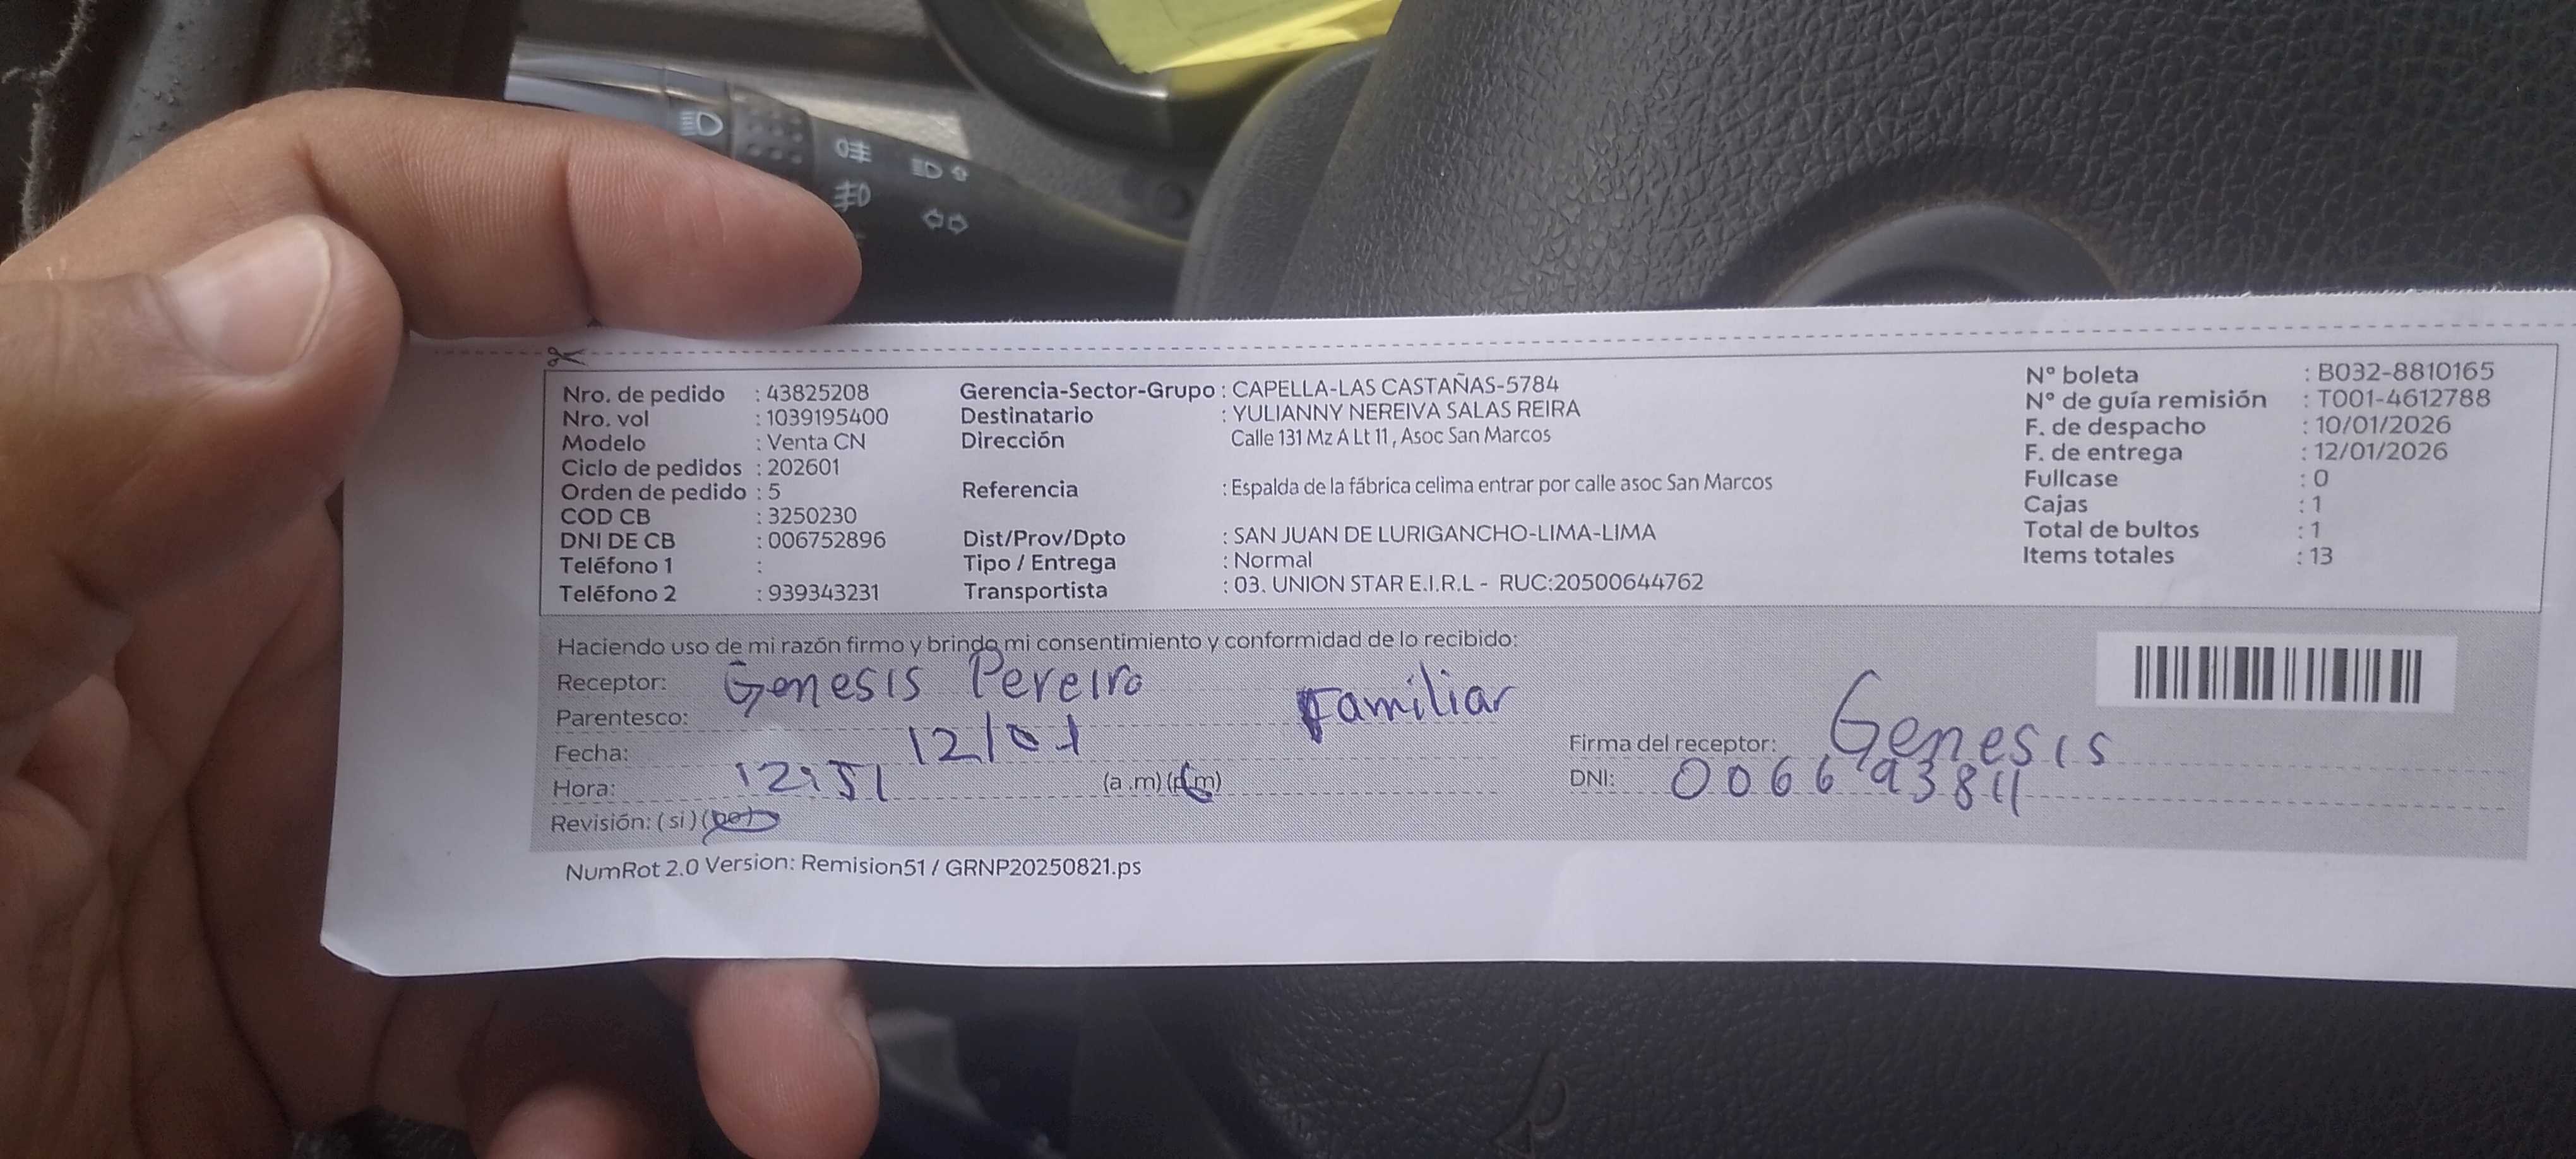 Nro. de pedido : 43825208
Nro. vol : 1039195400
Modelo : Venta CN
Ciclo de pedidos : 202601
Orden de pedido : 5
COD CB : 3250230
DNI DE CB : 006752896
Teléfono 1 :
Teléfono 2 : 939343231
Gerencia-Sector-Grupo : CAPELLA-LAS CASTAÑAS-5784
Destinatario : YULIANNY NEREIVA SALAS REIRA
Dirección Calle 131 Mz A Lt 11 , Asoc San Marcos
Referencia : Espalda de la fábrica celima entrar por calle asoc San Marcos
Dist/Prov/Dpto : SAN JUAN DE LURIGANCHO-LIMA-LIMA
Tipo / Entrega : Normal
Transportista : 03. UNION STAR E.I.R.L - RUC:20500644762
N° boleta : B032-8810165
N° de guía remisión : T001-4612788
F. de despacho : 10/01/2026
F. de entrega : 12/01/2026
Fullcase : 0
Cajas : 1
Total de bultos : 1
Items totales : 13
Haciendo uso de mi razón firmo y brindo mi consentimiento y conformidad de lo recibido:
Receptor: Genesis Pereira
Parentesco: Familiar
Fecha: 12/01
Hora: 12:51 (a .m) (p.m)
Revisión: ( si ) (no)
Firma del receptor: Genesis
DNI: 006693811
NumRot 2.0 Version: Remision51 / GRNP20250821.ps